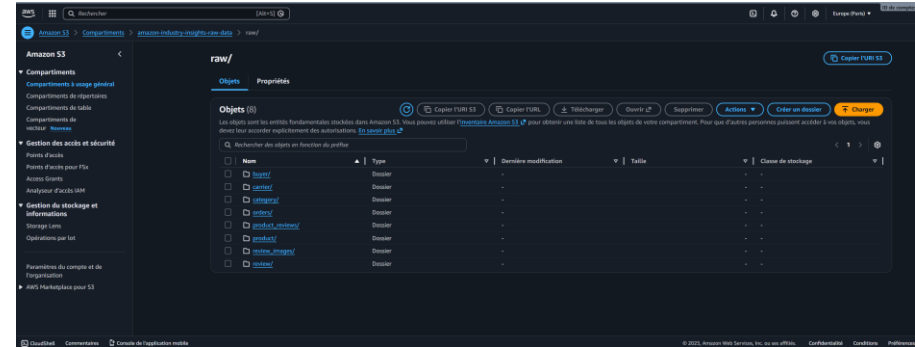 aws
Rechercher
[Alt+S]
Europe (Paris)
ID de compte
Amazon S3 > Compartiments > amazon-industry-insights-raw-data > raw/
Amazon S3
Compartiments
Compartiments à usage général
Compartiments de répertoires
Compartiments de table
Compartiments de
vecteur Nouveau
Gestion des accès et sécurité
Points d'accès
Points d'accès pour FSx
Access Grants
Analyseur d'accès IAM
Gestion du stockage et
informations
Storage Lens
Opérations par lot
Paramètres du compte et de
l'organisation
AWS Marketplace pour S3
raw/
Copier l'URI S3
Objets Propriétés
Objets (8)
Copier l'URI S3 Copier l'URL Télécharger Ouvrir Supprimer Actions Créer un dossier Charger
Les objets sont les entités fondamentales stockées dans Amazon S3. Vous pouvez utiliser l'inventaire Amazon S3 pour obtenir une liste de tous les objets de votre compartiment. Pour que d'autres personnes puissent accéder à vos objets, vous
devez leur accorder explicitement des autorisations. En savoir plus
Rechercher des objets en fonction du préfixe
1
Nom Type Dernière modification Taille Classe de stockage
buyer/ Dossier - - -
carrier/ Dossier - - -
category/ Dossier - - -
orders/ Dossier - - -
product_reviews/ Dossier - - -
product/ Dossier - - -
review_images/ Dossier - - -
review/ Dossier - - -
CloudShell Commentaires Console de l'application mobile
© 2025, Amazon Web Services, Inc. ou ses affiliés. Confidentialité Conditions Préférences